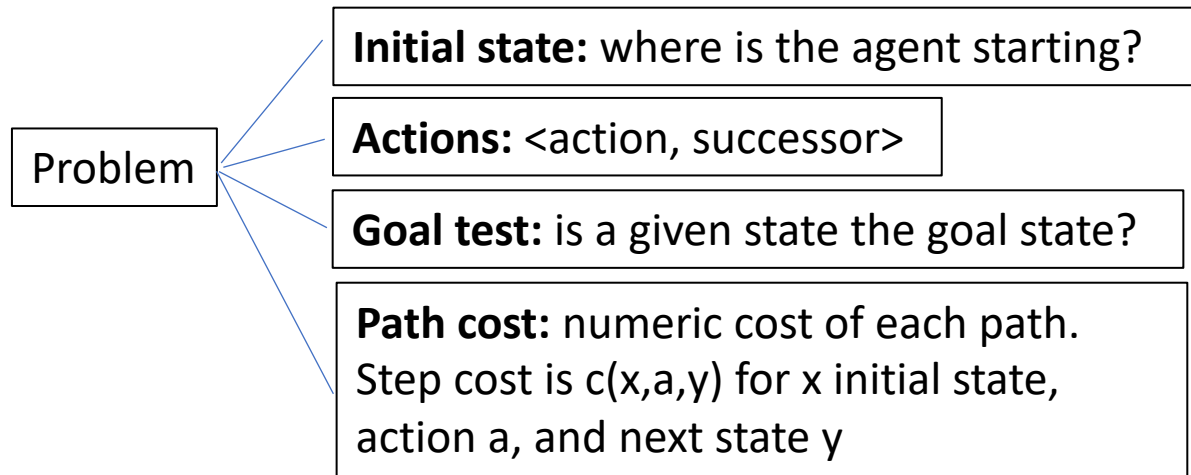 Problem
Initial state: where is the agent starting?
Actions: <action, successor>
Goal test: is a given state the goal state?
Path cost: numeric cost of each path.
Step cost is c(x,a,y) for x initial state,
action a, and next state y